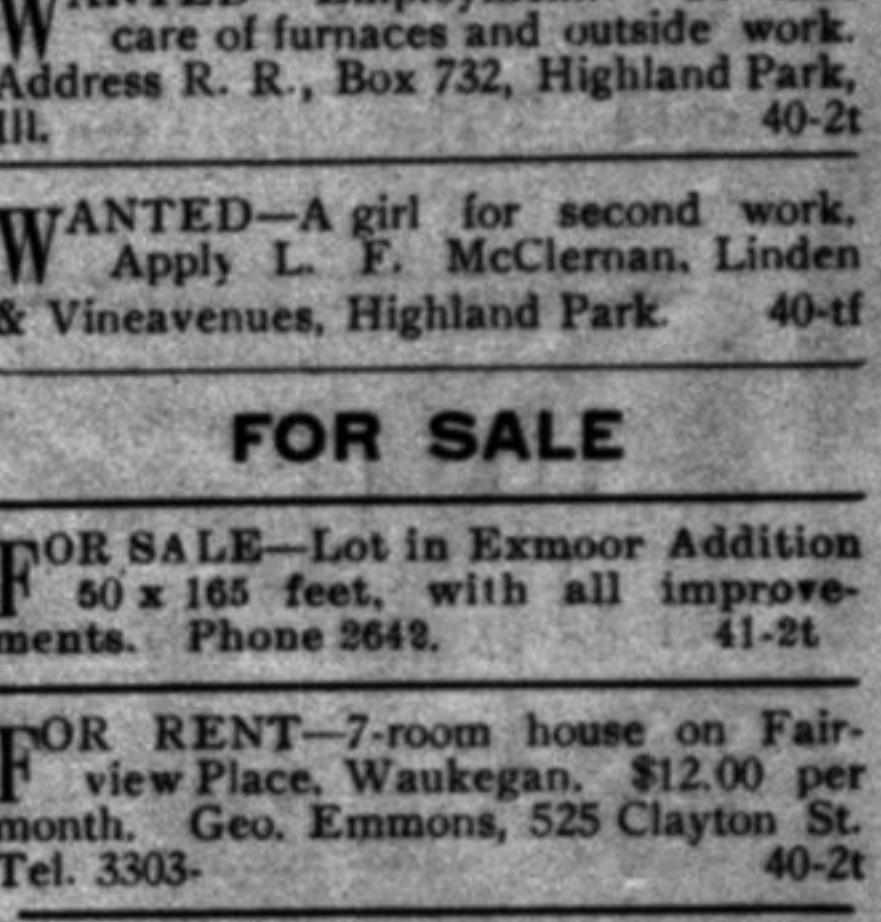 care of furnaces and outside work.
Address R. R., Box 732, Highland Park,
Ill. 40-2t
WANTED—A girl for second work.
Apply L. F. McClernan, Linden
& Vineavenues, Highland Park. 40-tf
FOR SALE
FOR SALE—Lot in Exmoor Addition
50 x 165 feet, with all improve-
ments. Phone 2642. 41-2t
FOR RENT—7-room house on Fair-
view Place, Waukegan. $12.00 per
month. Geo. Emmons, 525 Clayton St.
Tel. 3303- 40-2t